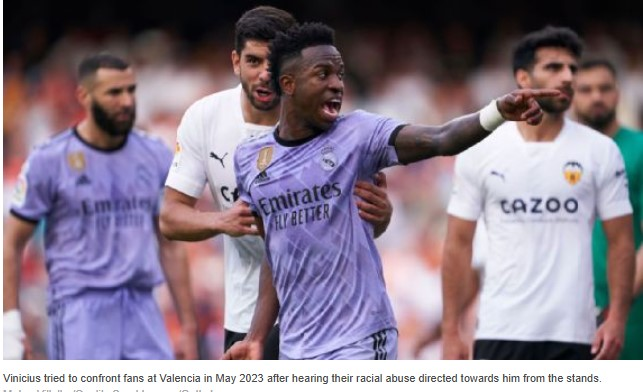 Emirates
FLY BETTER
Emirates
FLY BETTER
CAZOO
Vinicius tried to confront fans at Valencia in May 2023 after hearing their racial abuse directed towards him from the stands.